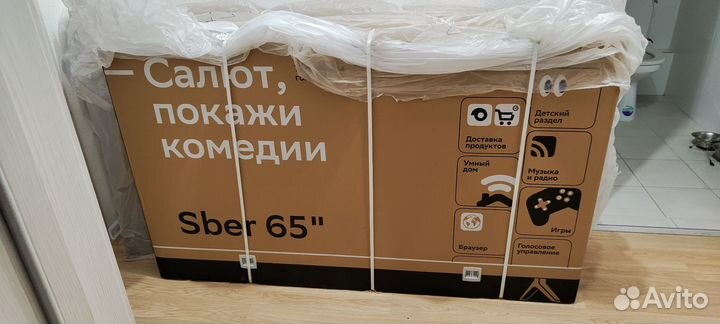 — Салют,
покажи
комедии
Sber 65"
Доставка
продуктов
Детский
раздел
Умный
дом
Музыка
и радио
Браузер
Игры
Голосовое
управление
Avito